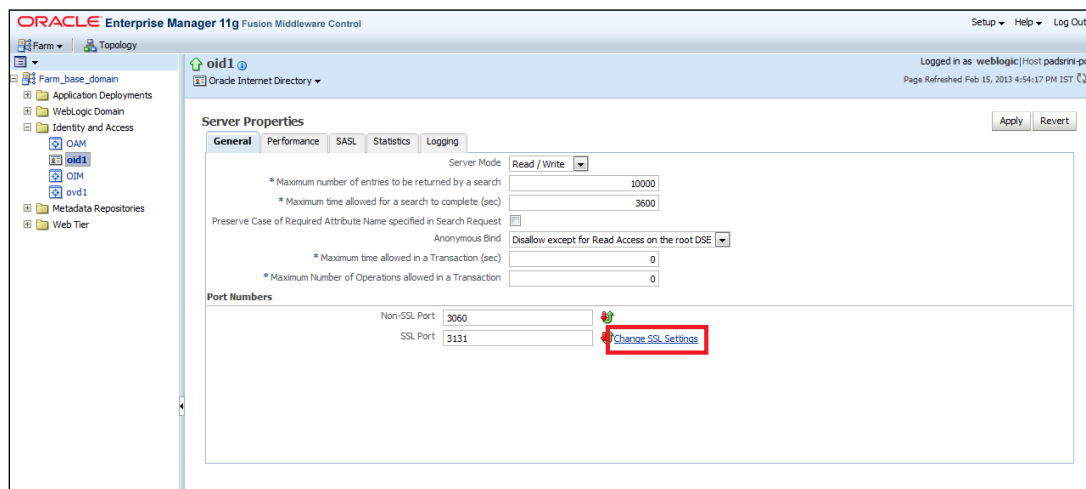 ORACLE Enterprise Manager 11g Fusion Middleware Control
Setup Help Log Out
Farm Topology
Farm_base_domain
Application Deployments
WebLogic Domain
Identity and Access
OAM
oid1
OIM
ovd1
Metadata Repositories
Web Tier
oid1
Oracle Internet Directory
Logged in as weblogic|Host padsrini-pc
Page Refreshed Feb 15, 2013 4:54:17 PM IST
Server Properties
Apply Revert
General Performance SASL Statistics Logging
Server Mode Read / Write
* Maximum number of entries to be returned by a search 10000
* Maximum time allowed for a search to complete (sec) 3600
Preserve Case of Required Attribute Name specified in Search Request
Anonymous Bind Disallow except for Read Access on the root DSE
* Maximum time allowed in a Transaction (sec) 0
* Maximum Number of Operations allowed in a Transaction 0
Port Numbers
Non-SSL Port 3060
SSL Port 3131 Change SSL Settings